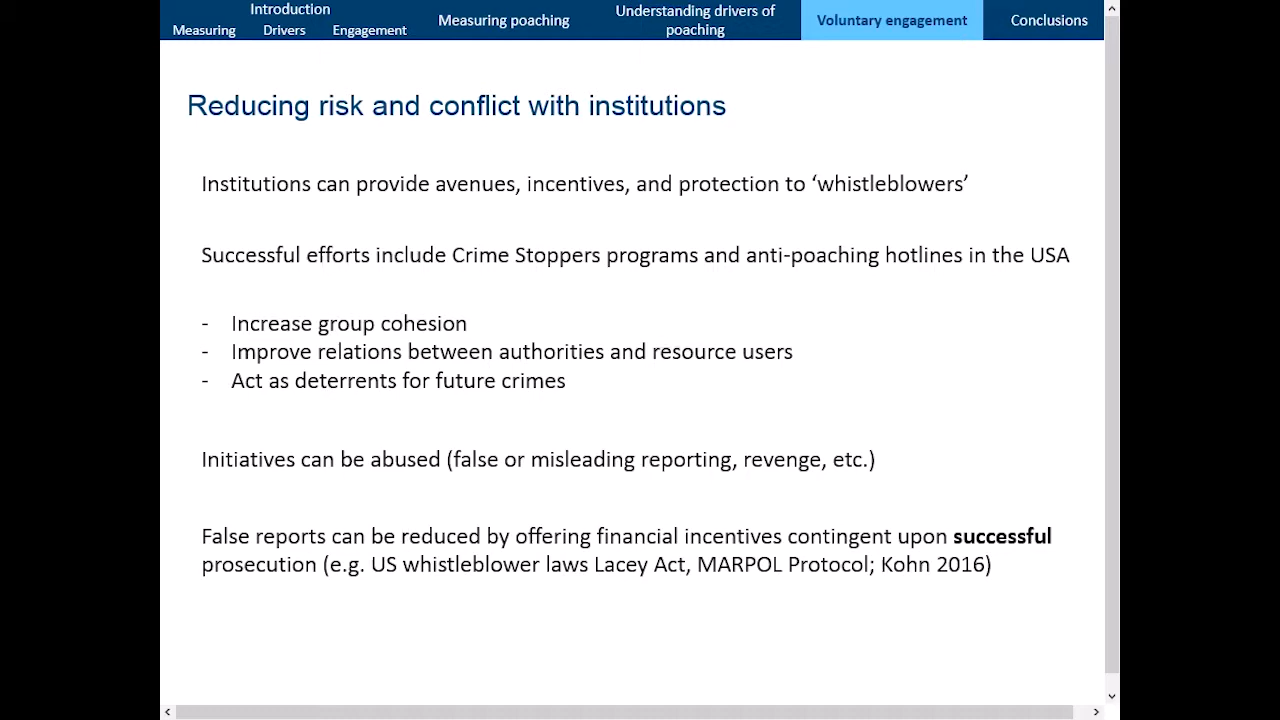 Introduction
Measuring Drivers Engagement
Measuring poaching
Understanding drivers of
poaching
Voluntary engagement
Conclusions
Reducing risk and conflict with institutions
Institutions can provide avenues, incentives, and protection to ‘whistleblowers’
Successful efforts include Crime Stoppers programs and anti-poaching hotlines in the USA
- Increase group cohesion
- Improve relations between authorities and resource users
- Act as deterrents for future crimes
Initiatives can be abused (false or misleading reporting, revenge, etc.)
False reports can be reduced by offering financial incentives contingent upon successful
prosecution (e.g. US whistleblower laws Lacey Act, MARPOL Protocol; Kohn 2016)